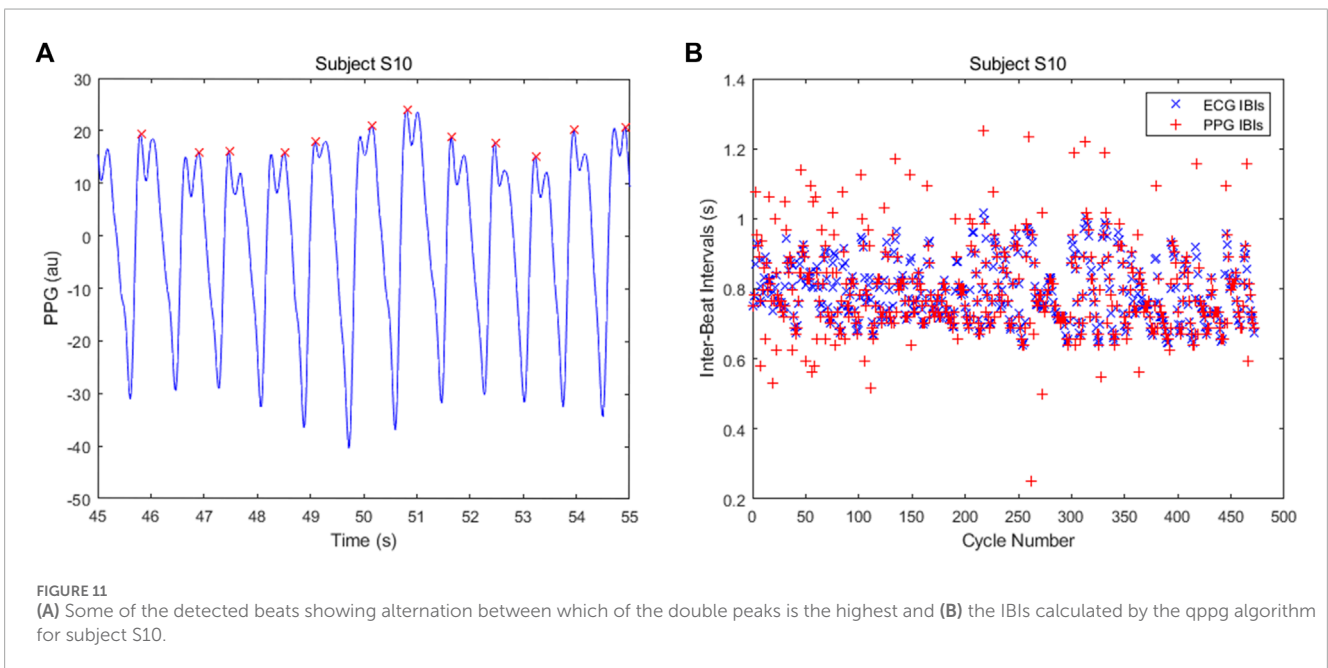 A
Subject S10
30
20
10
0
-10
-20
-30
-40
-50
PPG (au)
45 46 47 48 49 50 51 52 53 54 55
Time (s)
B
Subject S10
ECG IBIs
PPG IBIs
1.4
1.2
1
0.8
0.6
0.4
0.2
Inter-Beat Intervals (s)
0 50 100 150 200 250 300 350 400 450 500
Cycle Number
FIGURE 11
(A) Some of the detected beats showing alternation between which of the double peaks is the highest and (B) the IBIs calculated by the qppg algorithm
for subject S10.